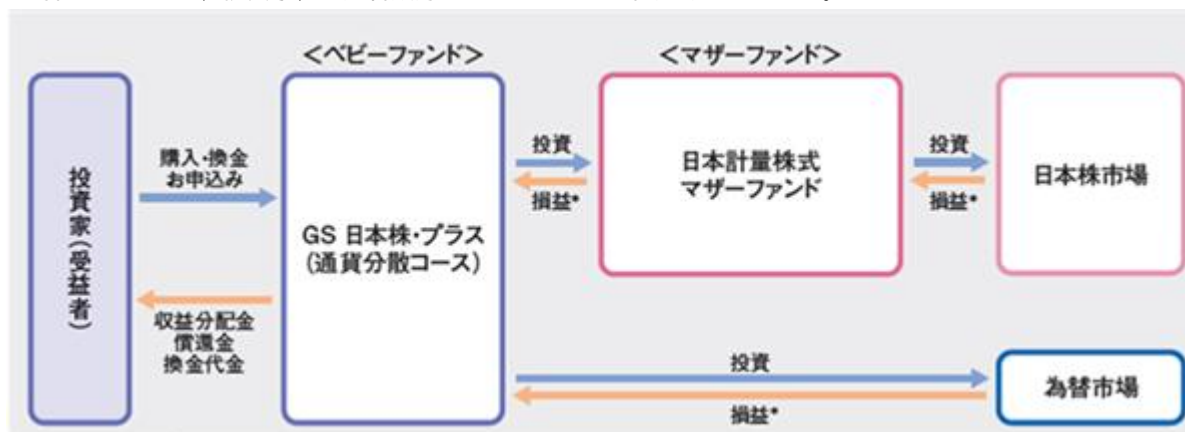 <ベビーファンド>
<マザーファンド>
投資家(受益者)
購入・換金
お申込み
収益分配金
償還金
換金代金
GS 日本株・プラス
(通貨分散コース)
投資
損益*
日本計量株式
マザーファンド
投資
損益*
日本株市場
投資
損益*
為替市場